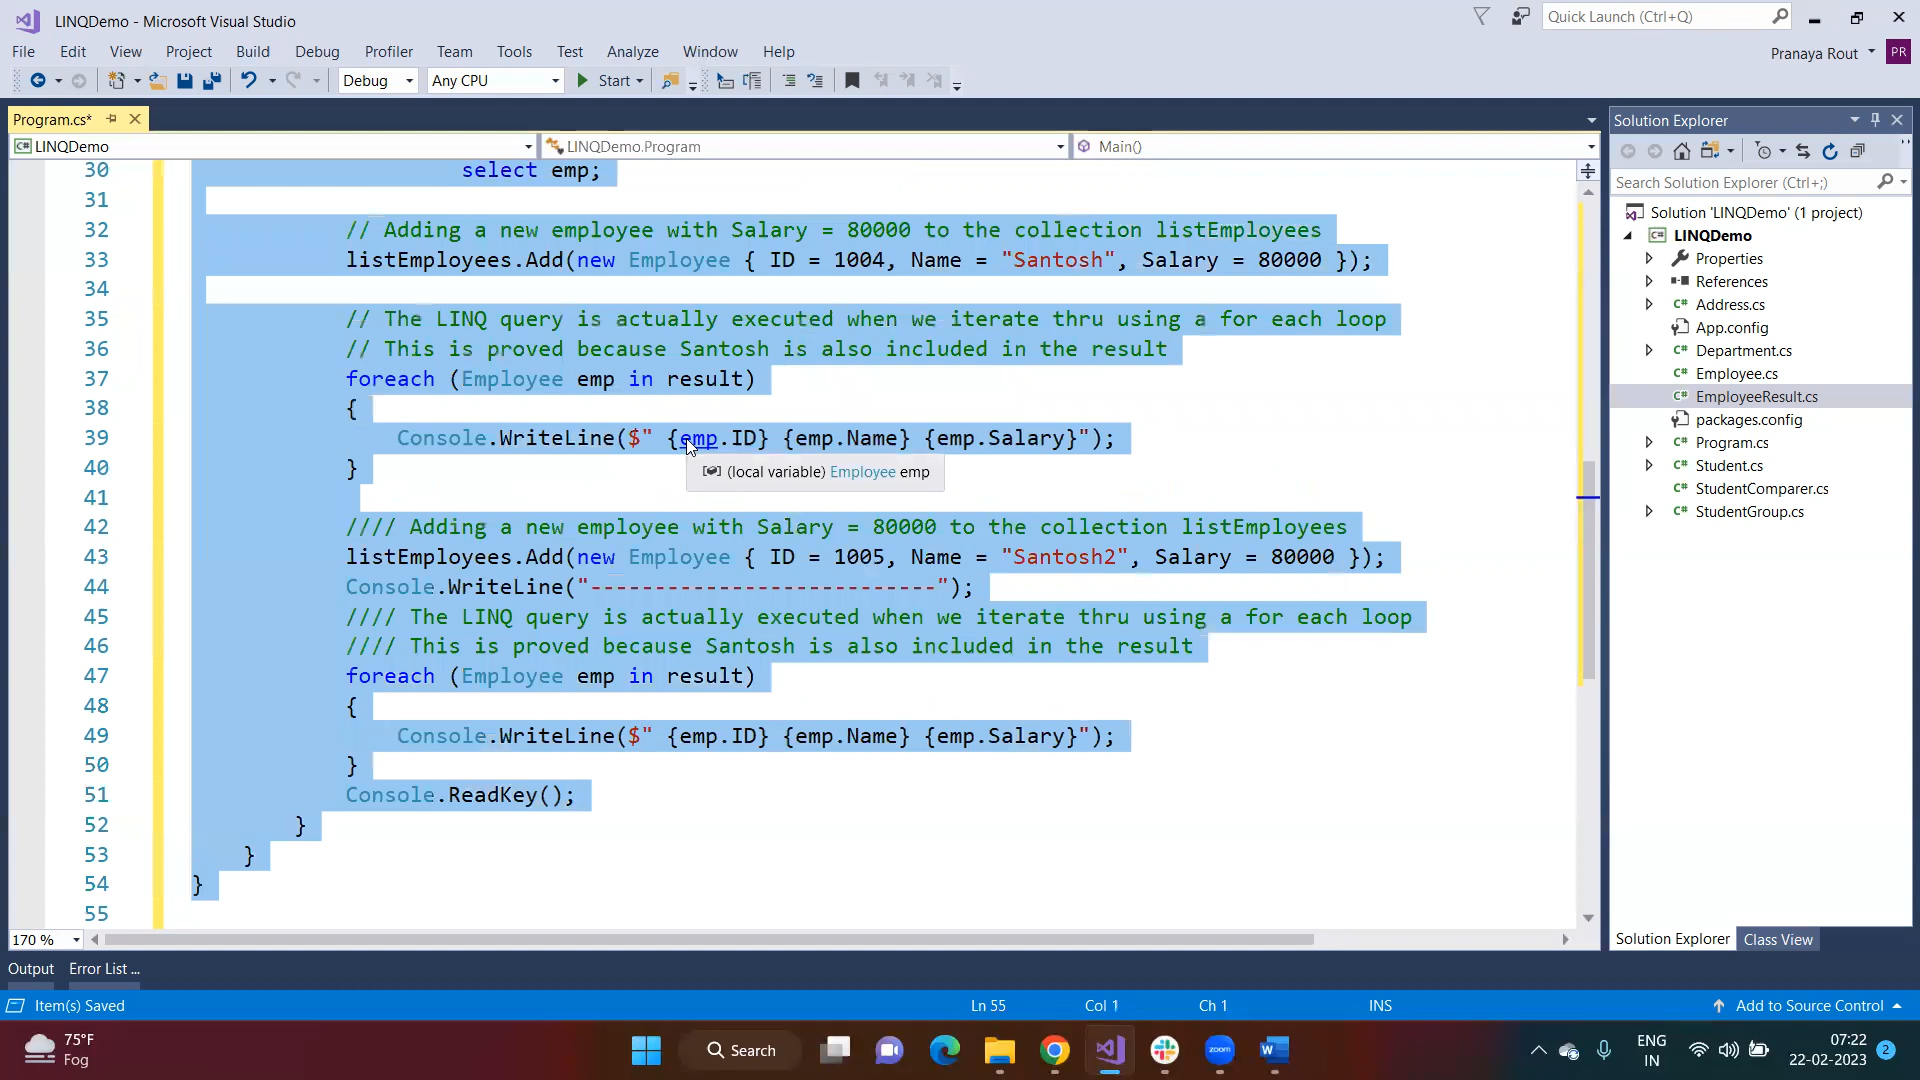 LINQDemo - Microsoft Visual Studio
Quick Launch (Ctrl+Q)
File Edit View Project Build Debug Profiler Team Tools Test Analyze Window Help
Pranaya Rout PR
Debug Any CPU Start
Program.cs*
LINQDemo LINQDemo.Program Main()
30 select emp;
31
32 // Adding a new employee with Salary = 80000 to the collection listEmployees
33 listEmployees.Add(new Employee { ID = 1004, Name = "Santosh", Salary = 80000 });
34
35 // The LINQ query is actually executed when we iterate thru using a for each loop
36 // This is proved because Santosh is also included in the result
37 foreach (Employee emp in result)
38 {
39 Console.WriteLine($" {emp.ID} {emp.Name} {emp.Salary}");
(local variable) Employee emp
40 }
41
42 //// Adding a new employee with Salary = 80000 to the collection listEmployees
43 listEmployees.Add(new Employee { ID = 1005, Name = "Santosh2", Salary = 80000 });
44 Console.WriteLine("---------------------------");
45 //// The LINQ query is actually executed when we iterate thru using a for each loop
46 //// This is proved because Santosh is also included in the result
47 foreach (Employee emp in result)
48 {
49 Console.WriteLine($" {emp.ID} {emp.Name} {emp.Salary}");
50 }
51 Console.ReadKey();
52 }
53 }
54 }
55
170 %
Solution Explorer
Search Solution Explorer (Ctrl+;)
Solution 'LINQDemo' (1 project)
LINQDemo
Properties
References
Address.cs
App.config
Department.cs
Employee.cs
EmployeeResult.cs
packages.config
Program.cs
Student.cs
StudentComparer.cs
StudentGroup.cs
Solution Explorer Class View
Output Error List ...
Item(s) Saved Ln 55 Col 1 Ch 1 INS Add to Source Control
75°F
Fog
Search
zoom
ENG
IN
07:22
22-02-2023
2